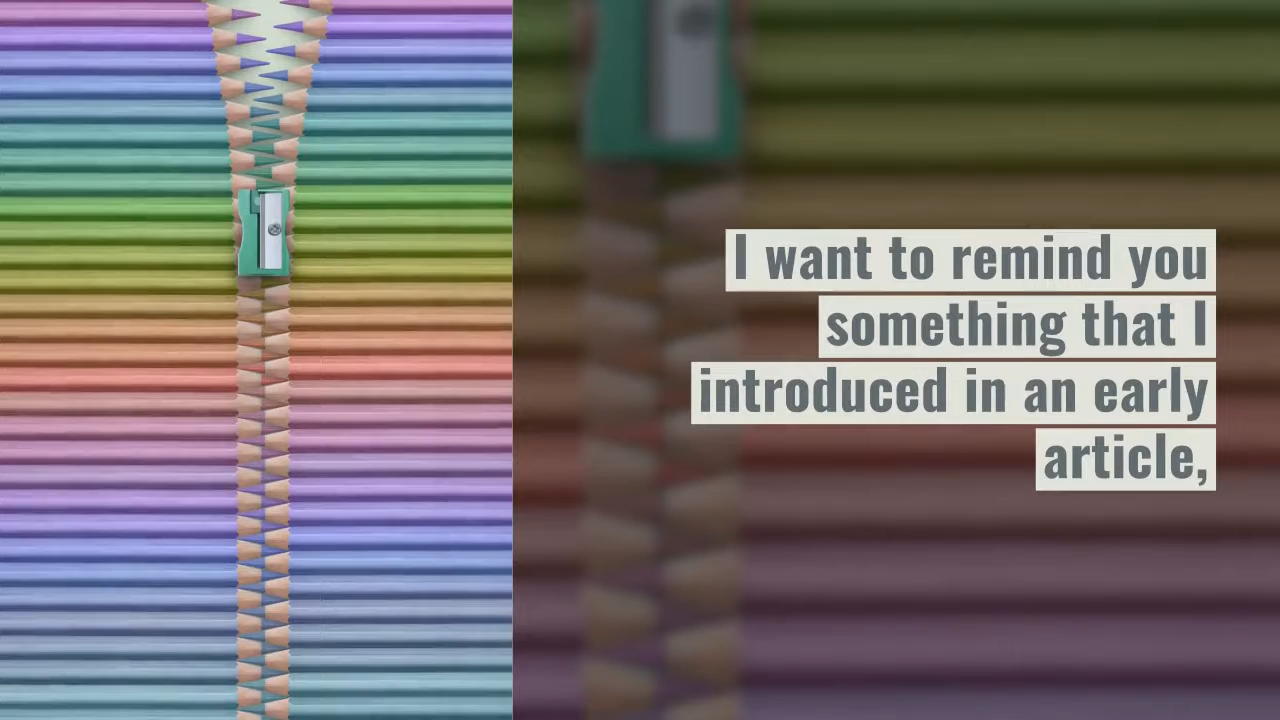 I want to remind you
something that I
introduced in an early
article,